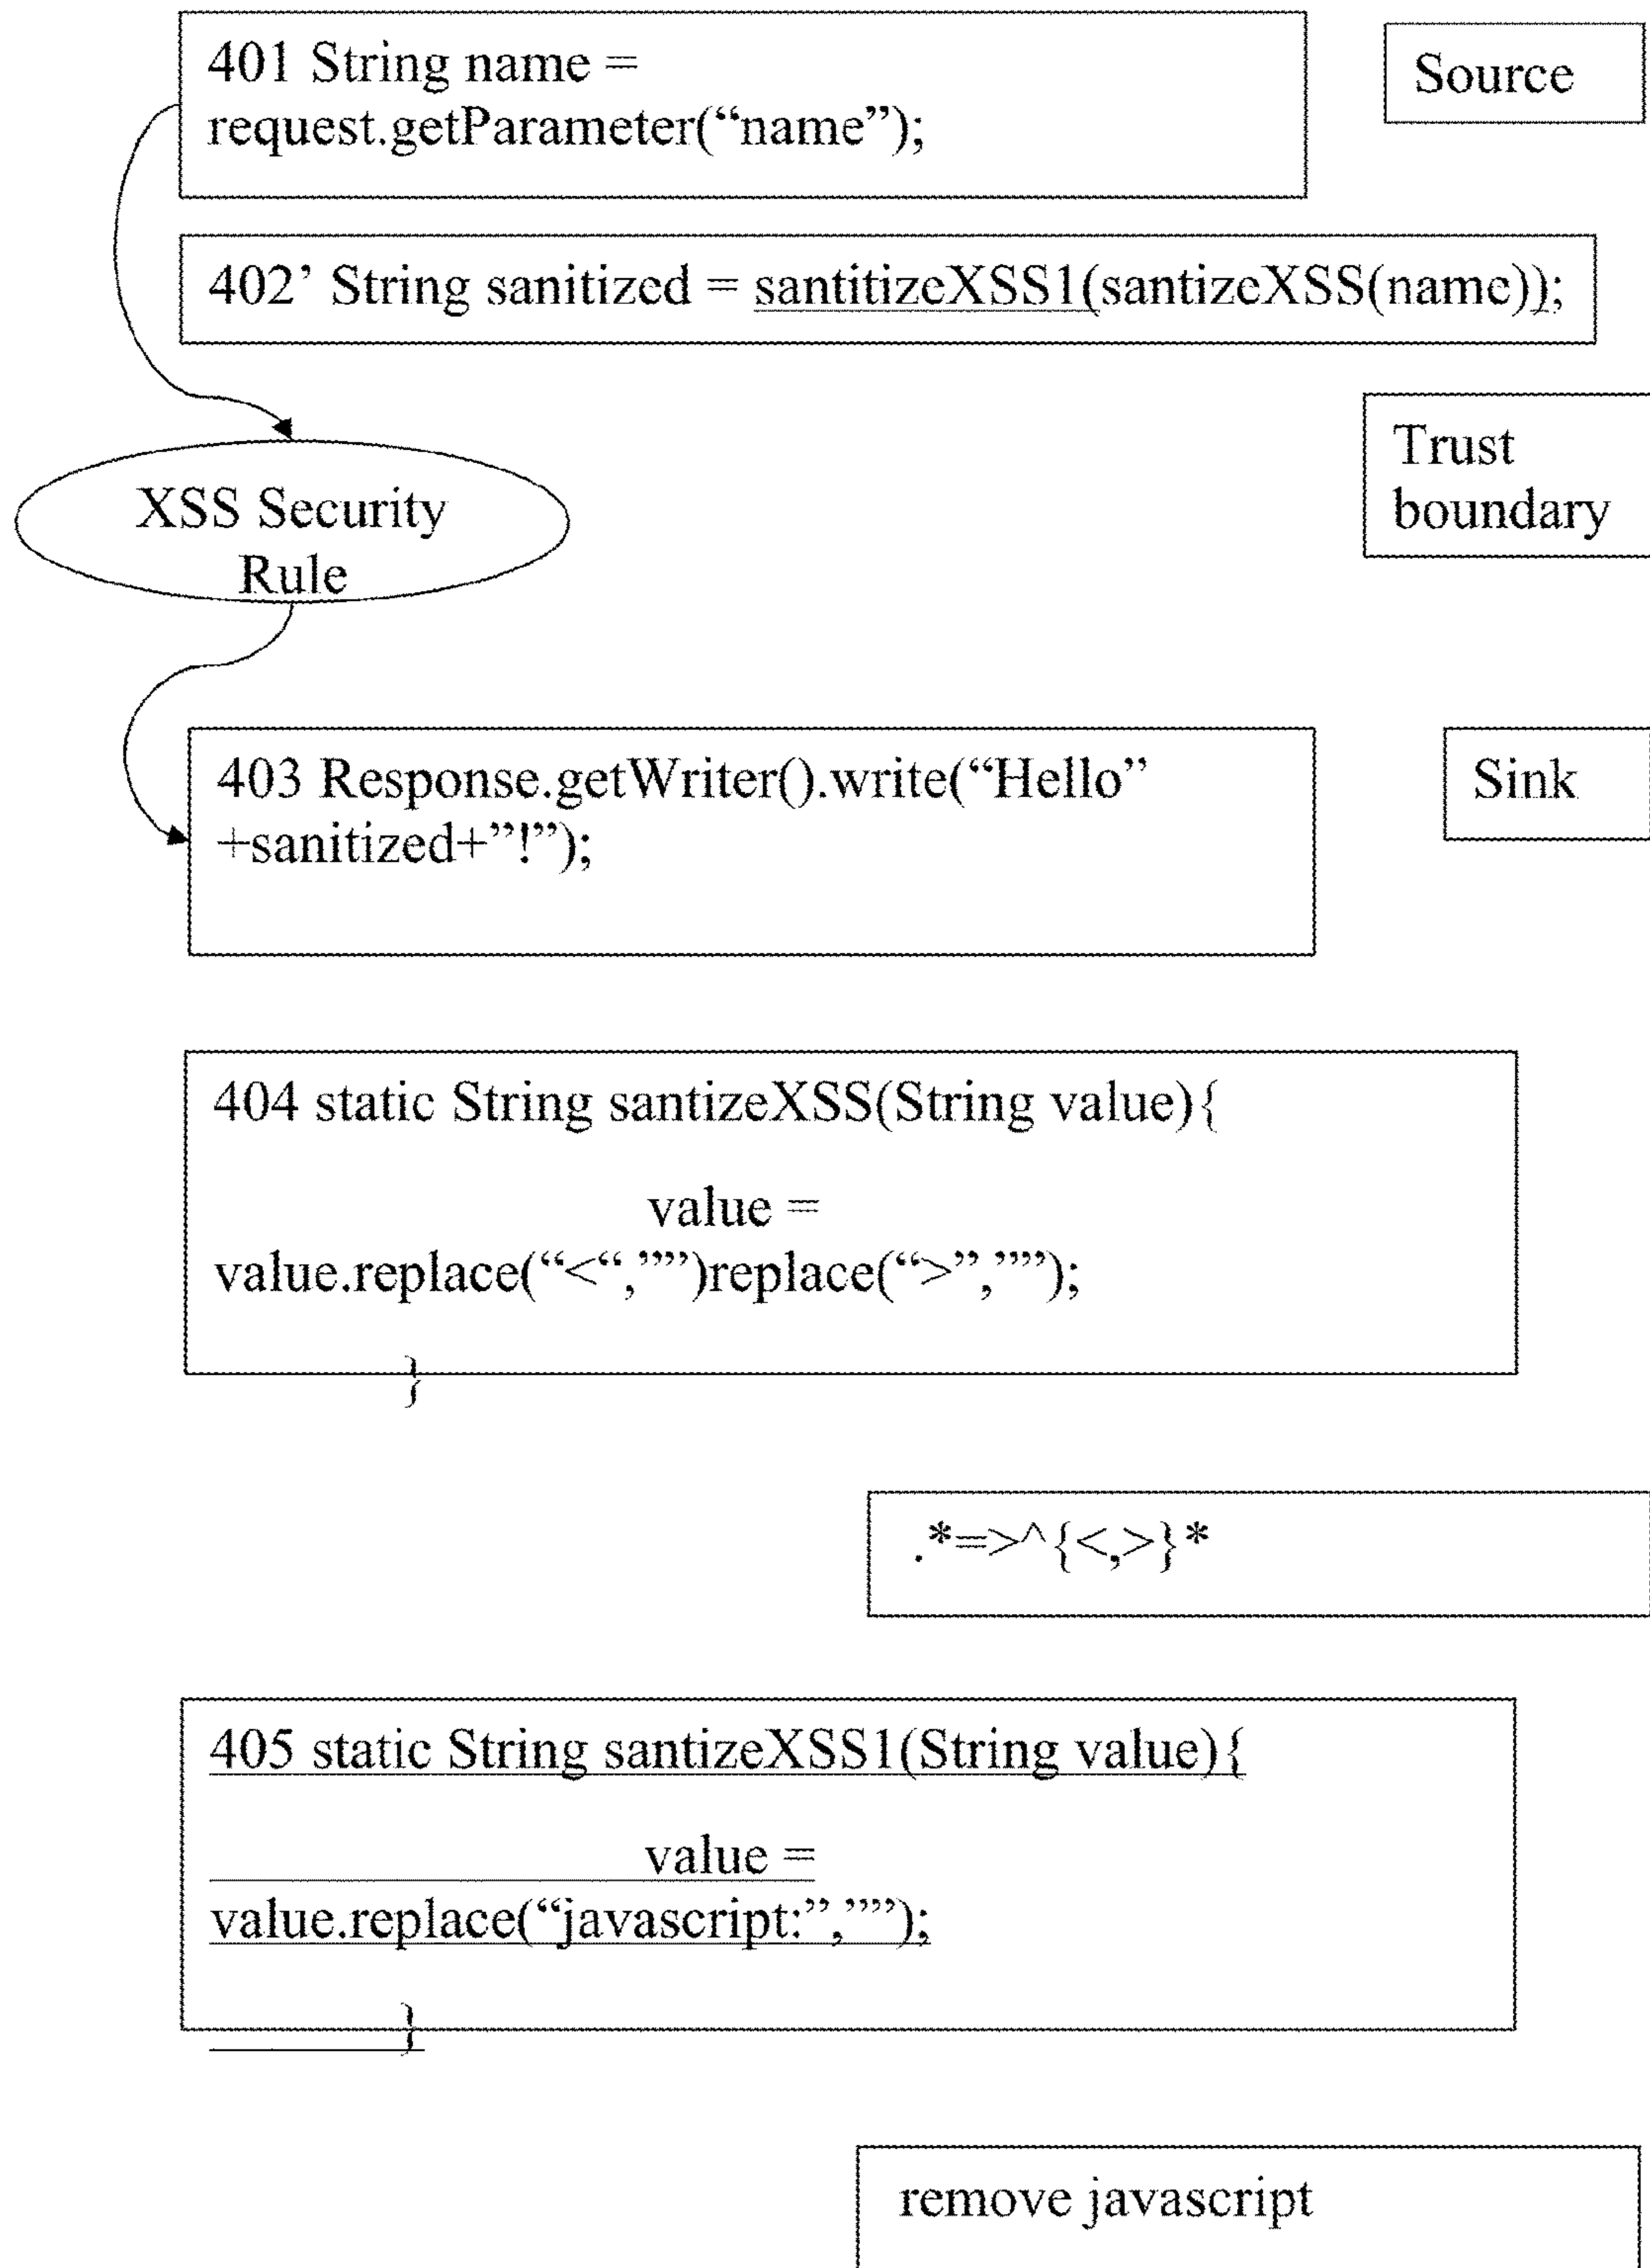 401 String name =
request.getParameter(“name”);
Source
402’ String sanitized = santitizeXSS1(santizeXSS(name));
Trust
boundary
XSS Security
Rule
403 Response.getWriter().write(“Hello”
+sanitized+”!”);
Sink
404 static String santizeXSS(String value){
value =
value.replace(“<“,””)replace(“>”,””);
}
.*=>^{<,>}*
405 static String santizeXSS1(String value){
value =
value.replace(“javascript:”,””);
}
remove javascript